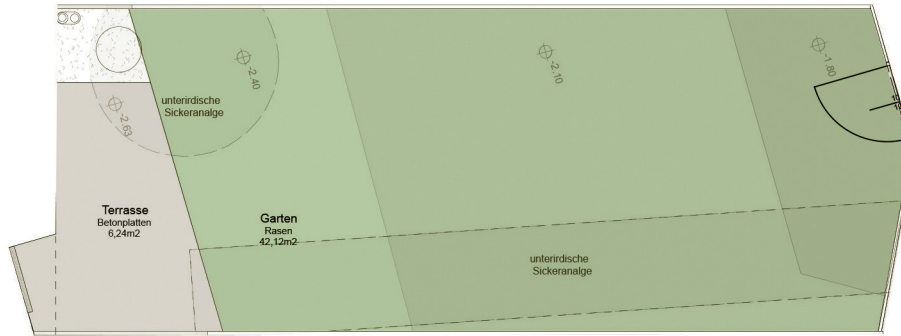 -2.40
-2.10
-1.80
-2.63
unterirdische
Sickeranalge
Terrasse
Betonplatten
6,24m2
Garten
Rasen
42,12m2
unterirdische
Sickeranalge